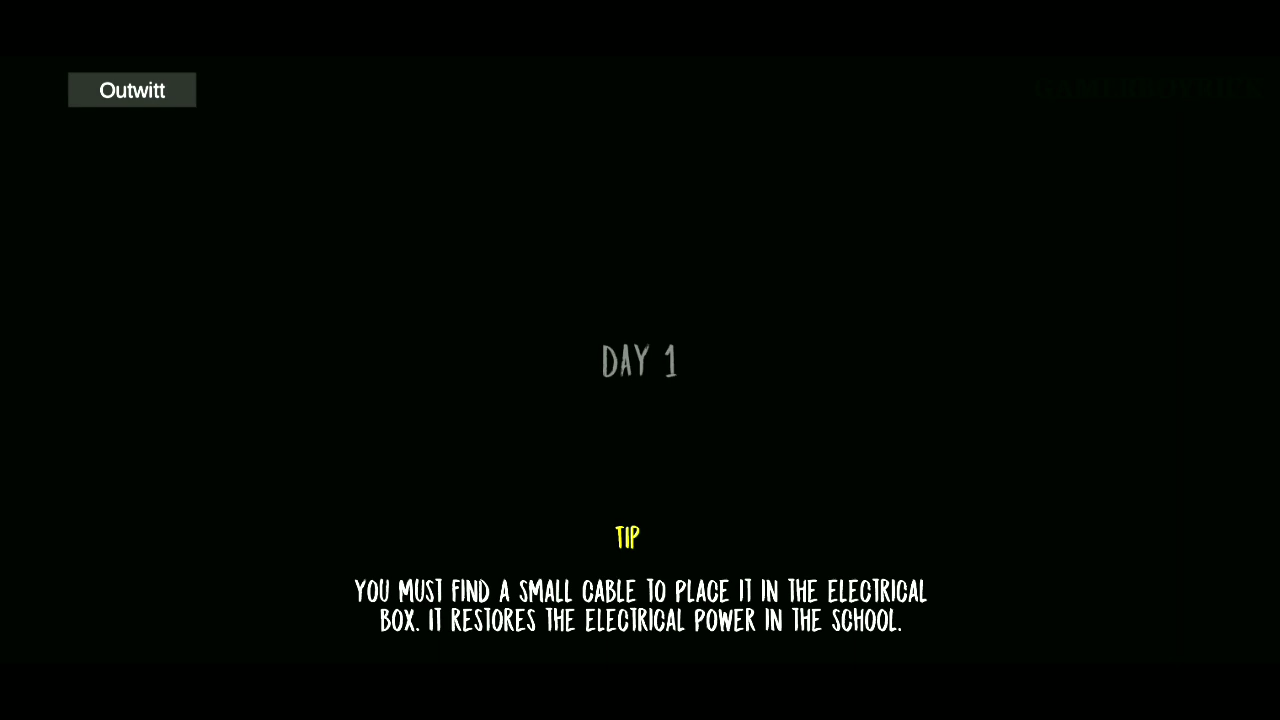 Outwitt
DAY 1
TIP
YOU MUST FIND A SMALL CABLE TO PLACE IT IN THE ELECTRICAL
BOX. IT RESTORES THE ELECTRICAL POWER IN THE SCHOOL.